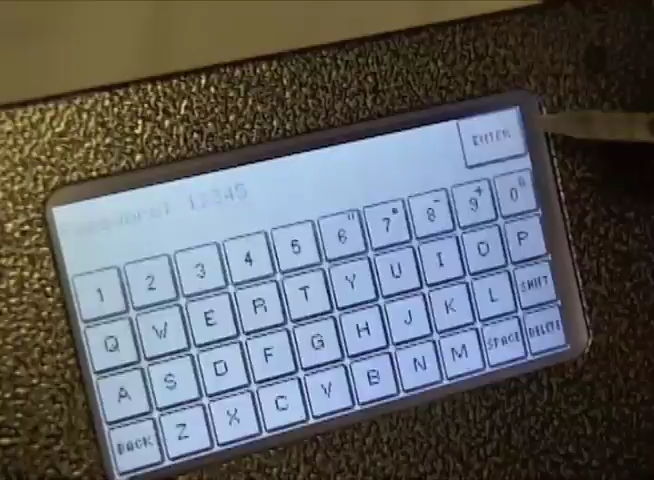 ENTER
Password: 12345
1 2 3 4 5 6" 7* 8- 9+ 0&
Q W E R T Y U I O P
A S D F G H J K L SHIFT
BACK Z X C V B N M SPACE DELETE